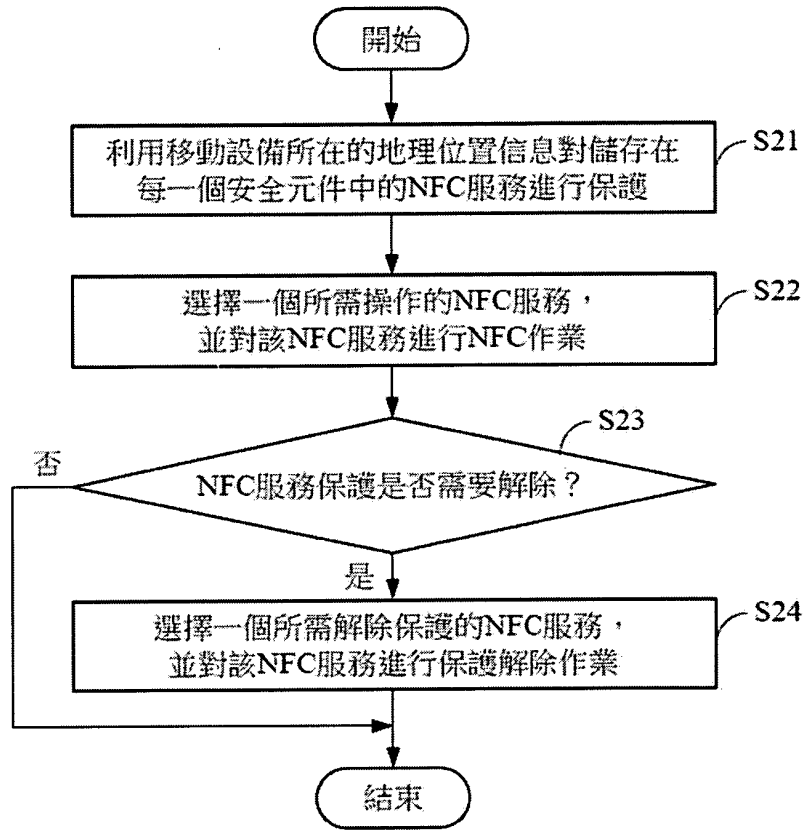 開始
利用移動設備所在的地理位置信息對儲存在
每一個安全元件中的NFC服務進行保護
S21
選擇一個所需操作的NFC服務，
並對該NFC服務進行NFC作業
S22
S23
NFC服務保護是否需要解除？
否
是
選擇一個所需解除保護的NFC服務，
並對該NFC服務進行保護解除作業
S24
結束